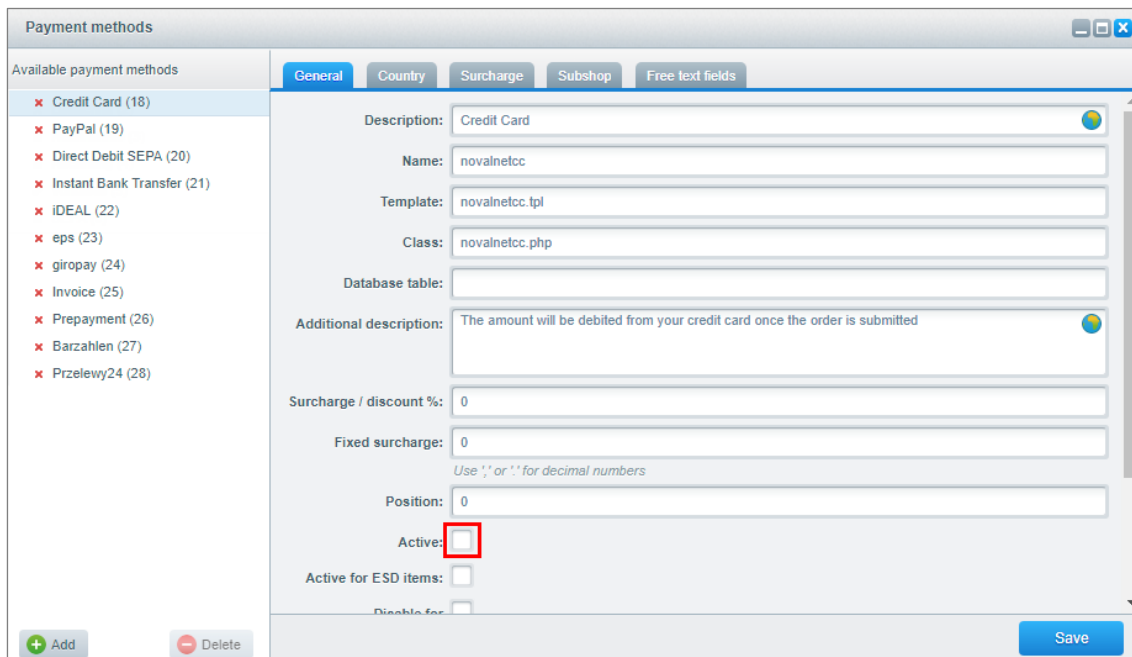 Payment methods
Available payment methods
Credit Card (18)
PayPal (19)
Direct Debit SEPA (20)
Instant Bank Transfer (21)
iDEAL (22)
eps (23)
giropay (24)
Invoice (25)
Prepayment (26)
Barzahlen (27)
Przelewy24 (28)
Add
Delete
General Country Surcharge Subshop Free text fields
Description: Credit Card
Name: novalnetcc
Template: novalnetcc.tpl
Class: novalnetcc.php
Database table:
Additional description: The amount will be debited from your credit card once the order is submitted
Surcharge / discount %: 0
Fixed surcharge: 0
Use ',' or '.' for decimal numbers
Position: 0
Active:
Active for ESD items:
Disable for
Save